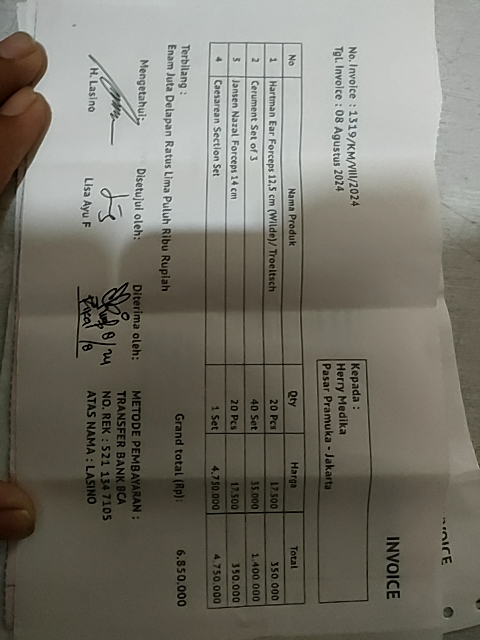 INVOICE
No. Invoice : 1319/KM/VIII/2024
Tgl. Invoice : 08 Agustus 2024
Kepada :
Herry Medika
Pasar Pramuka - Jakarta
No Nama Produk Qty Harga Total
1 Hartman Ear Forceps 12,5 cm (Wilde)/ Troeltsch 20 Pcs 17.500 350.000
2 Cerument Set of 3 40 Set 35.000 1.400.000
3 Jansen Nazal Forceps 14 cm 20 Pcs 17.500 350.000
4 Caesarean Section Set 1 Set 4.750.000 4.750.000
Grand total (Rp): 6.850.000
Terbilang :
Enam Juta Delapan Ratus Lima Puluh Ribu Rupiah
Mengetahui: Disetujui oleh: Diterima oleh:
H. Lasino Lisa Ayu F
8/24
METODE PEMBAYARAN :
TRANSFER BANK BCA
NO. REK : 521 134 7105
ATAS NAMA : LASINO